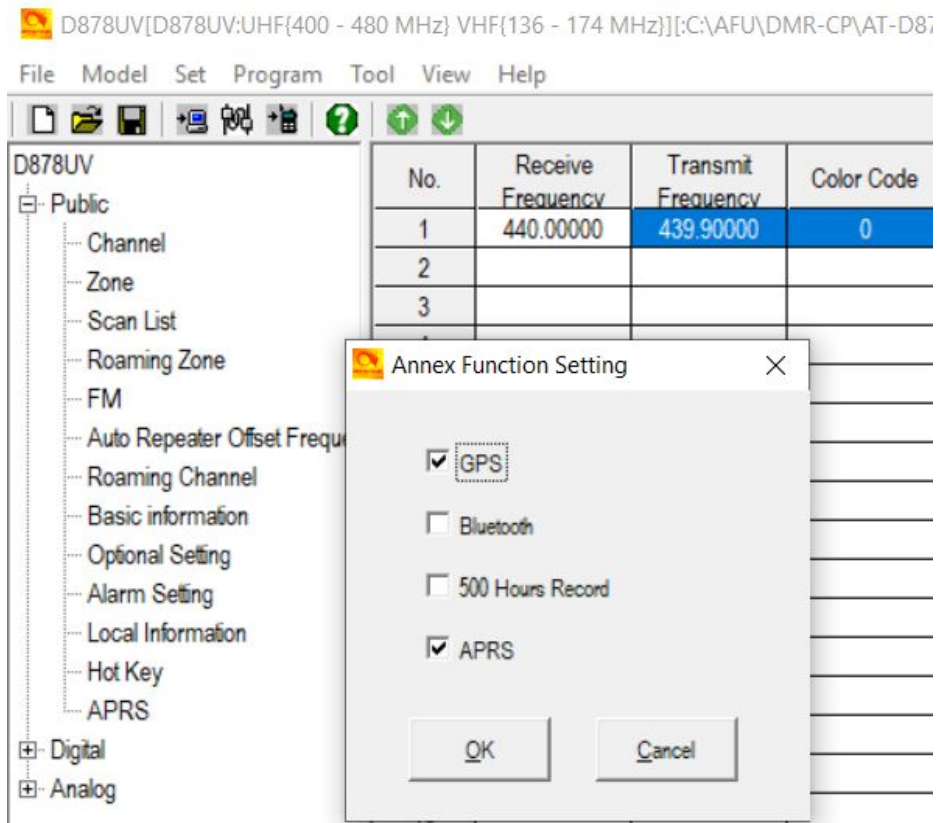 D878UV[D878UV:UHF{400 - 480 MHz} VHF{136 - 174 MHz}][:C:\AFU\DMR-CP\AT-D87
File Model Set Program Tool View Help
D878UV
Public
Channel
Zone
Scan List
Roaming Zone
FM
Auto Repeater Offset Freque
Roaming Channel
Basic information
Optional Setting
Alarm Setting
Local Information
Hot Key
APRS
Digital
Analog
No. Receive Frequency Transmit Frequency Color Code
1 440.00000 439.90000 0
2
3
Annex Function Setting
GPS
Bluetooth
500 Hours Record
APRS
OK Cancel